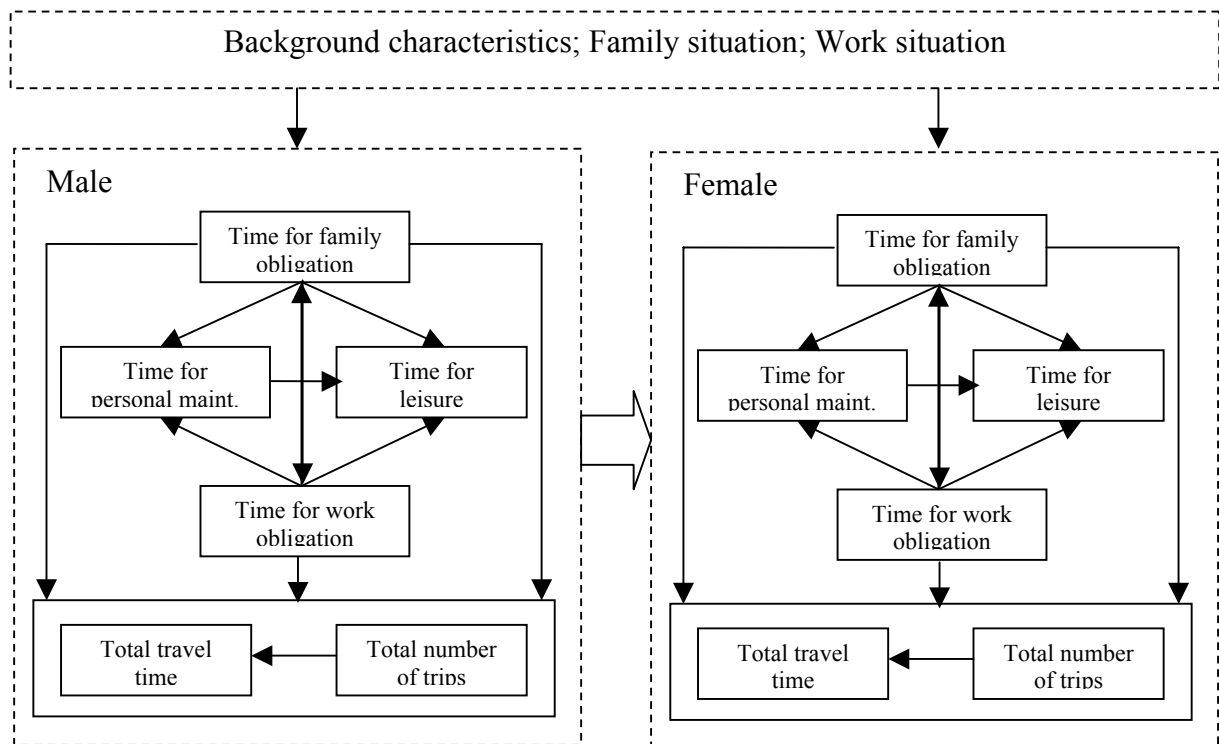 Background characteristics; Family situation; Work situation
Male
Time for family
obligation
Time for
personal maint.
Time for
leisure
Time for work
obligation
Total travel
time
Total number
of trips
Female
Time for family
obligation
Time for
personal maint.
Time for
leisure
Time for work
obligation
Total travel
time
Total number
of trips